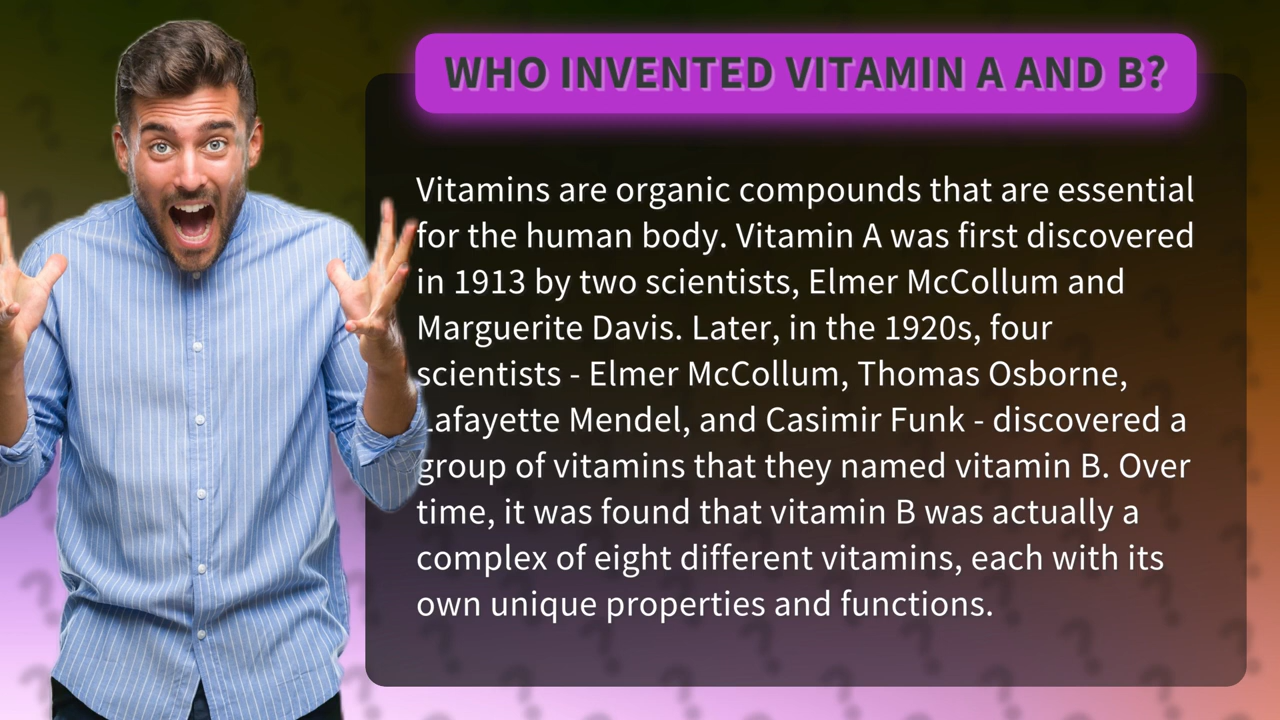 WHO INVENTED VITAMIN A AND B?
Vitamins are organic compounds that are essential
for the human body. Vitamin A was first discovered
in 1913 by two scientists, Elmer McCollum and
Marguerite Davis. Later, in the 1920s, four
scientists - Elmer McCollum, Thomas Osborne,
Lafayette Mendel, and Casimir Funk - discovered a
group of vitamins that they named vitamin B. Over
time, it was found that vitamin B was actually a
complex of eight different vitamins, each with its
own unique properties and functions.